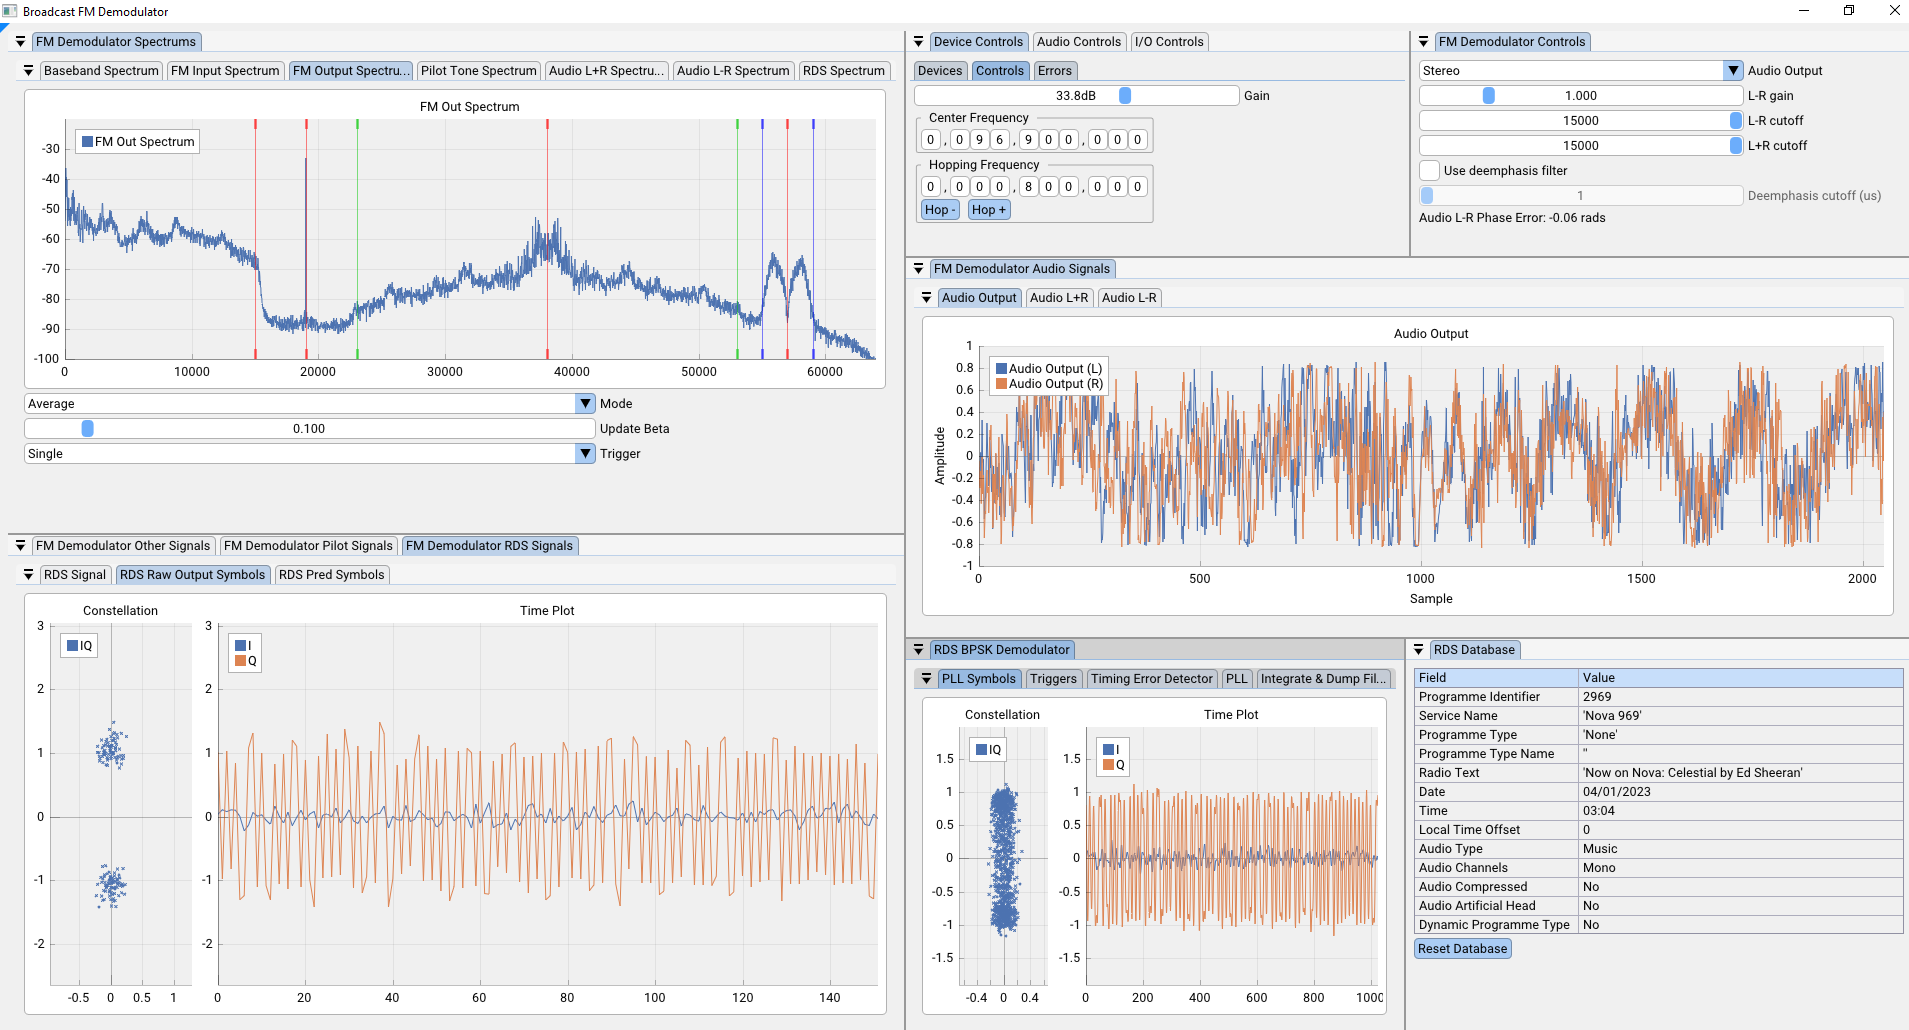 Broadcast FM Demodulator
FM Demodulator Spectrums
Baseband Spectrum FM Input Spectrum FM Output Spectru... Pilot Tone Spectrum Audio L+R Spectru... Audio L-R Spectrum RDS Spectrum
FM Out Spectrum
FM Out Spectrum
-30
-40
-50
-60
-70
-80
-90
-100
0 10000 20000 30000 40000 50000 60000
Average Mode
0.100 Update Beta
Single Trigger
FM Demodulator Other Signals FM Demodulator Pilot Signals FM Demodulator RDS Signals
RDS Signal RDS Raw Output Symbols RDS Pred Symbols
Constellation
IQ
3
2
1
0
-1
-2
-0.5 0 0.5 1
Time Plot
I
Q
3
2
1
0
-1
-2
0 20 40 60 80 100 120 140
Device Controls Audio Controls I/O Controls
Devices Controls Errors
33.8dB Gain
Center Frequency
0 , 0 9 6 , 9 0 0 , 0 0 0
Hopping Frequency
0 , 0 0 0 , 8 0 0 , 0 0 0
Hop - Hop +
FM Demodulator Controls
Stereo Audio Output
1.000 L-R gain
15000 L-R cutoff
15000 L+R cutoff
Use deemphasis filter
1 Deemphasis cutoff (us)
Audio L-R Phase Error: -0.06 rads
FM Demodulator Audio Signals
Audio Output Audio L+R Audio L-R
Audio Output
Audio Output (L)
Audio Output (R)
Amplitude
1
0.8
0.6
0.4
0.2
0
-0.2
-0.4
-0.6
-0.8
-1
0 500 1000 1500 2000
Sample
RDS BPSK Demodulator
PLL Symbols Triggers Timing Error Detector PLL Integrate & Dump Fil...
Constellation
IQ
1.5
1
0.5
0
-0.5
-1
-1.5
-0.4 0 0.4
Time Plot
I
Q
1.5
1
0.5
0
-0.5
-1
-1.5
0 200 400 600 800 1000
RDS Database
Field Value
Programme Identifier 2969
Service Name 'Nova 969'
Programme Type 'None'
Programme Type Name ''
Radio Text 'Now on Nova: Celestial by Ed Sheeran'
Date 04/01/2023
Time 03:04
Local Time Offset 0
Audio Type Music
Audio Channels Mono
Audio Compressed No
Audio Artificial Head No
Dynamic Programme Type No
Reset Database